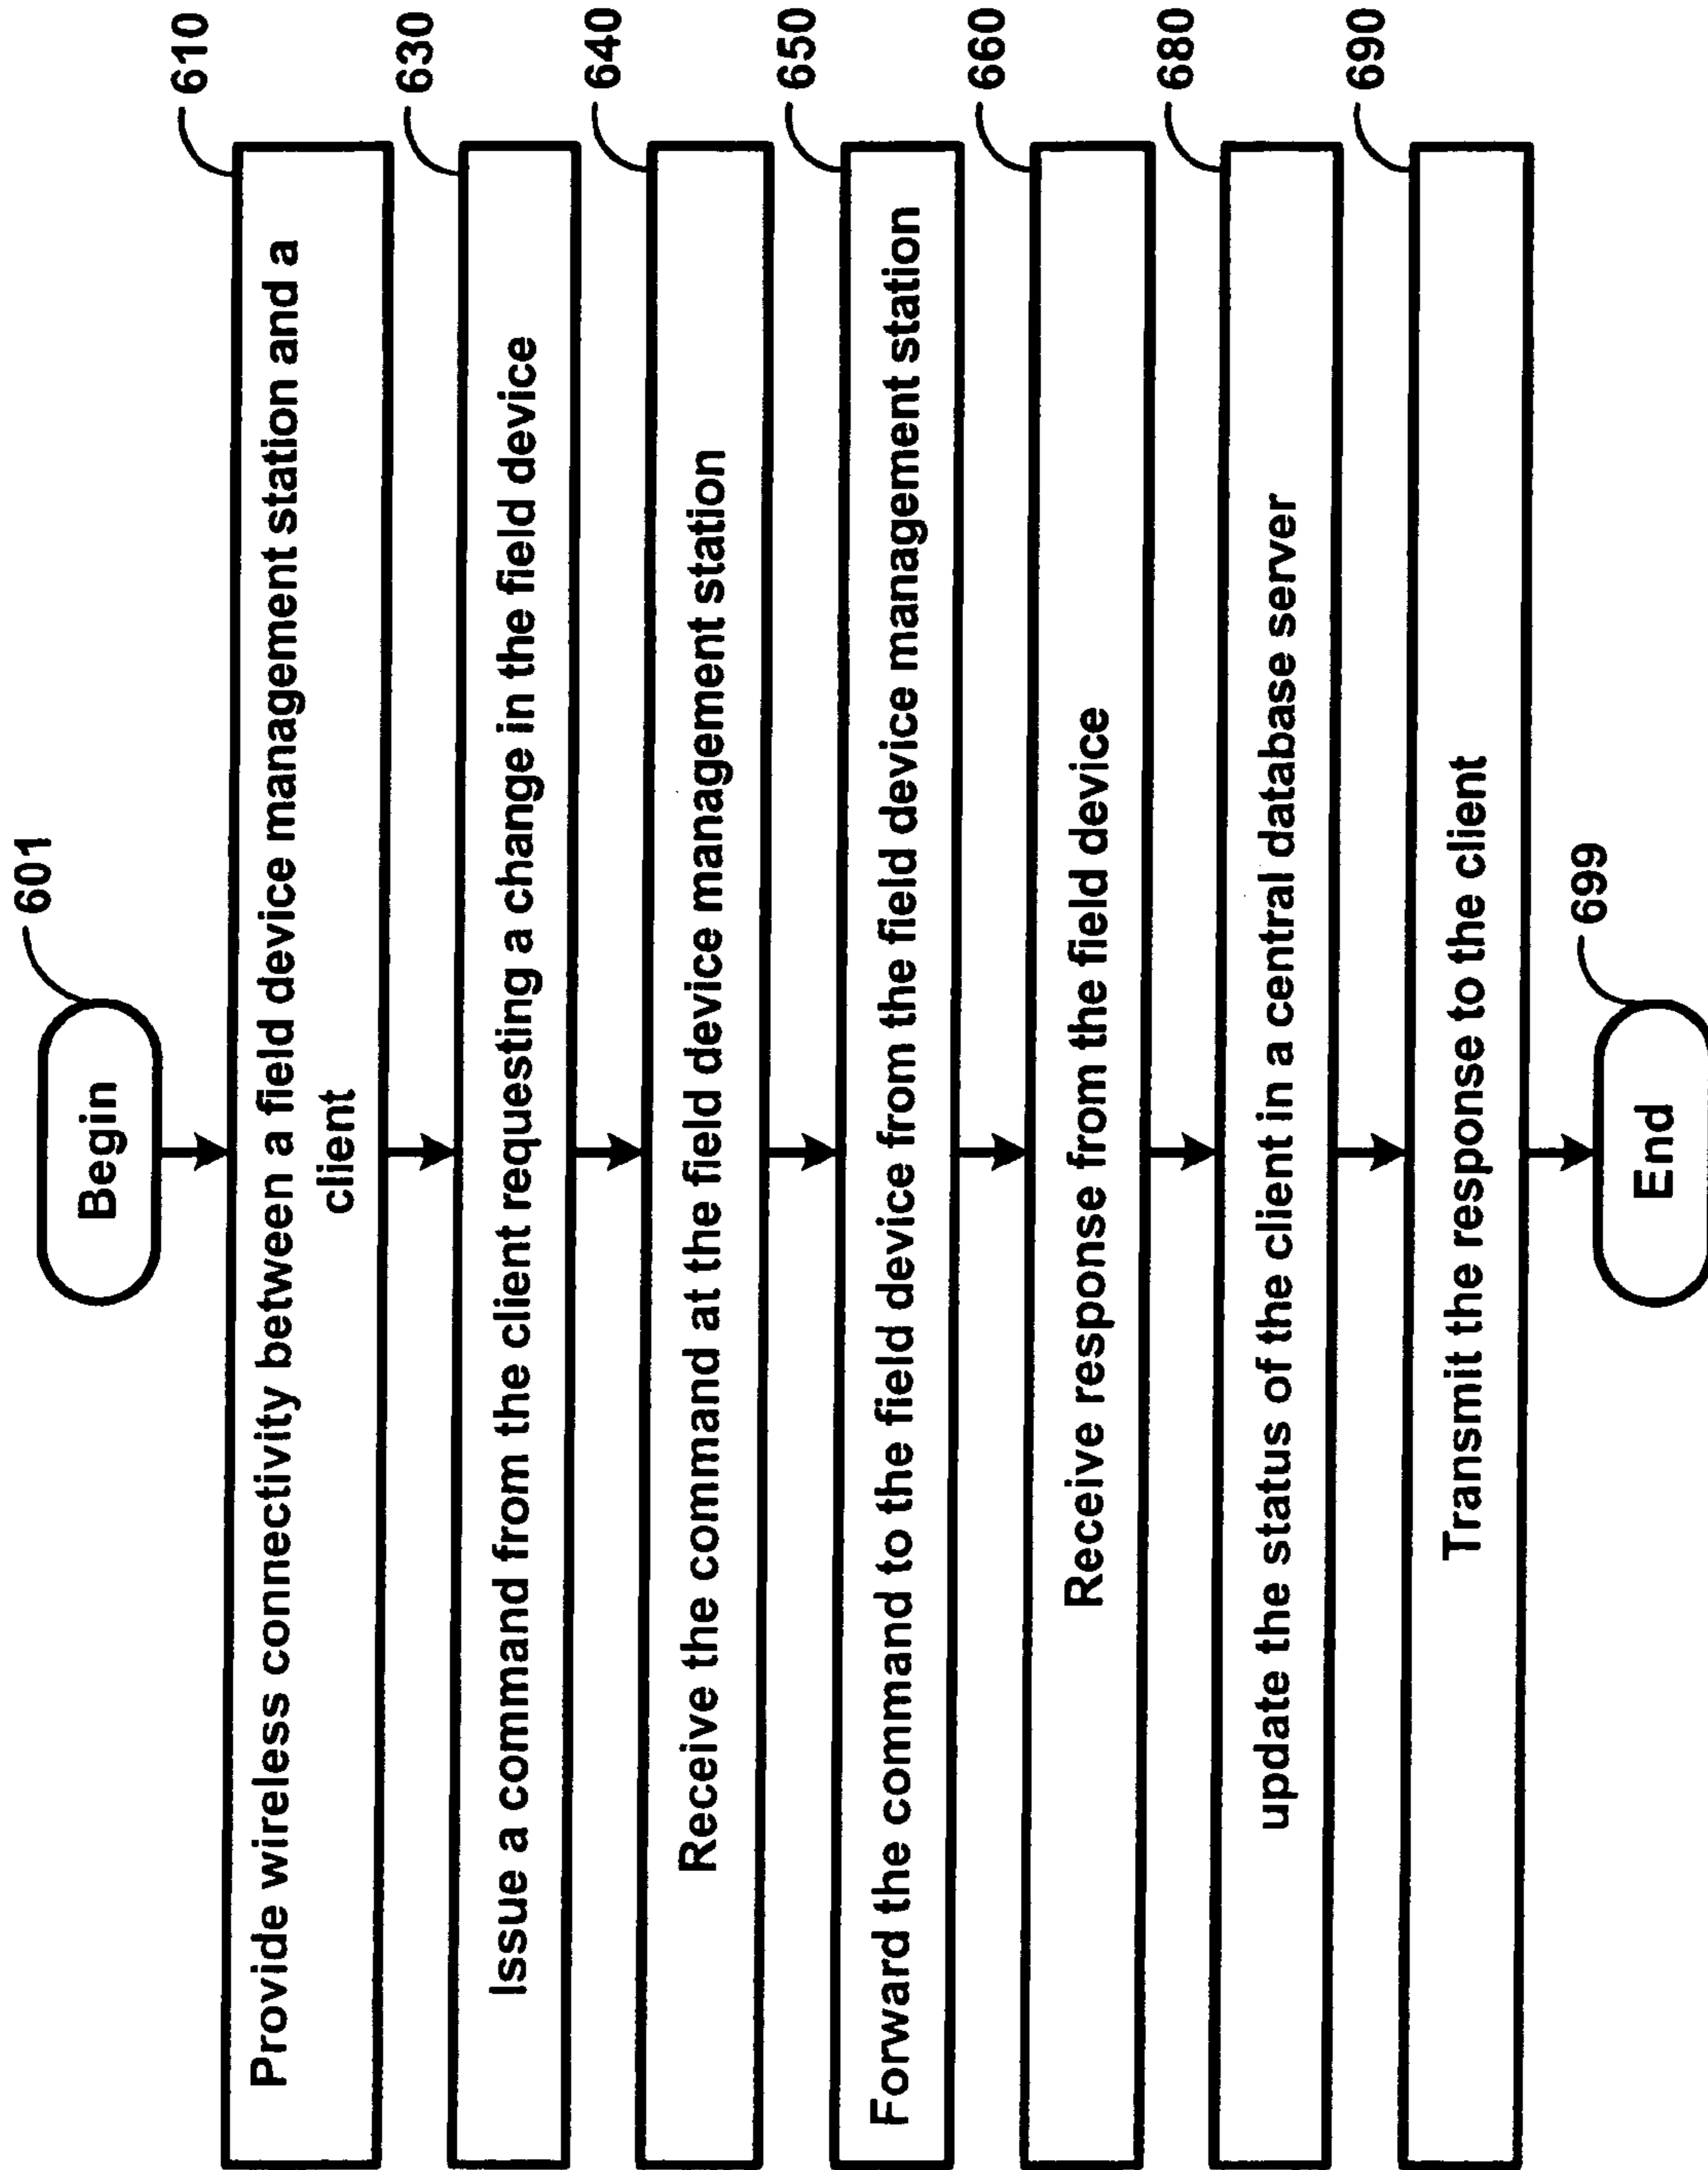 601
Begin
610
Provide wireless connectivity between a field device management station and a
client
630
Issue a command from the client requesting a change in the field device
640
Receive the command at the field device management station
650
Forward the command to the field device from the field device management station
660
Receive response from the field device
680
update the status of the client in a central database server
690
Transmit the response to the client
699
End